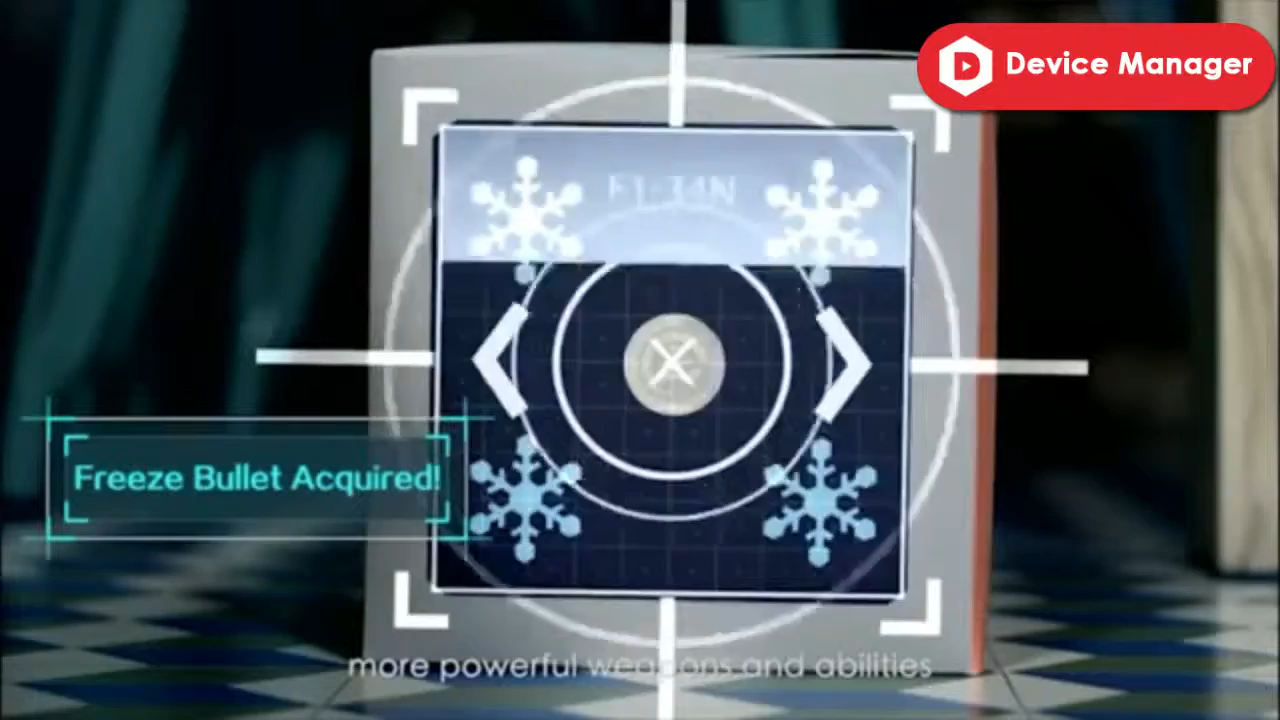 Device Manager
Freeze Bullet Acquired!
more powerful weapons and abilities